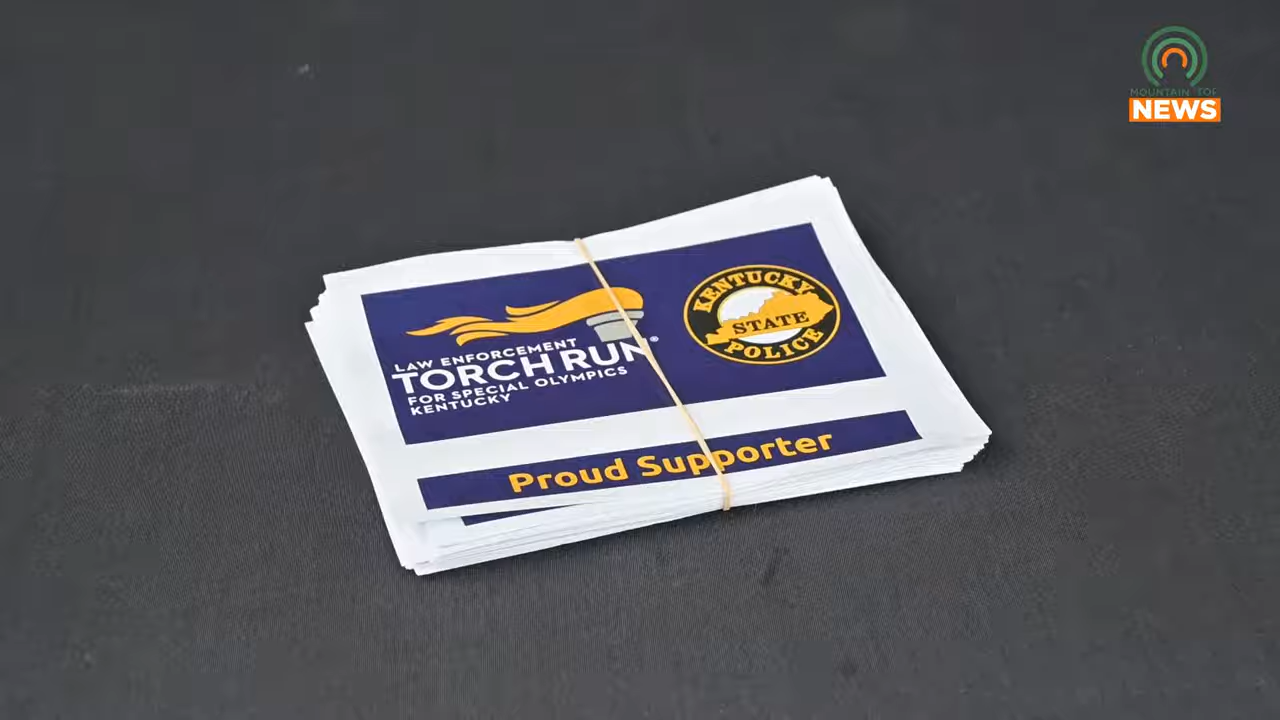 MOUNTAIN TOP
NEWS
LAW ENFORCEMENT
TORCH RUN®
FOR SPECIAL OLYMPICS
KENTUCKY
KENTUCKY
STATE
POLICE
Proud Supporter